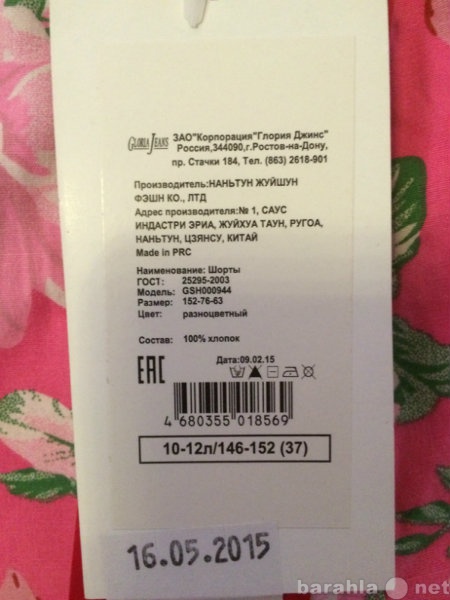 GLORIA JEANS
ЗАО"Корпорация"Глория Джинс"
Россия,344090,г.Ростов-на-Дону,
пр. Стачки 184, Тел. (863) 2618-901
Производитель:НАНЬТУН ЖУЙШУН
ФЭШН КО., ЛТД
Адрес производителя:№ 1, САУС
ИНДАСТРИ ЭРИА, ЖУЙХУА ТАУН, РУГОА,
НАНЬТУН, ЦЗЯНСУ, КИТАЙ
Made in PRC
Наименование: Шорты
ГОСТ: 25295-2003
Модель: GSH000944
Размер: 152-76-63
Цвет: разноцветный
Состав: 100% хлопок
Дата:09.02.15
EAC
4 680355 018569
10-12л/146-152 (37)
16.05.2015
barahla.net